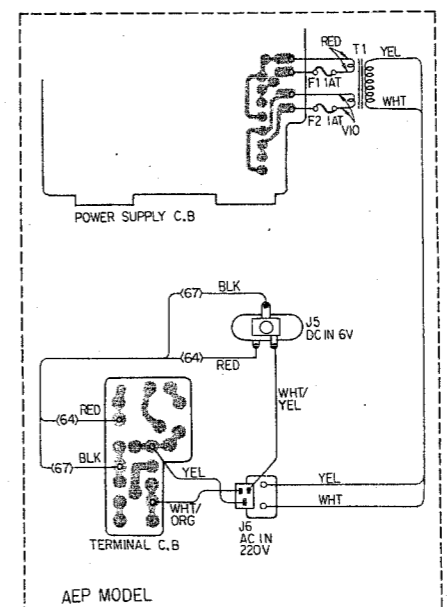 RED
T1
YEL
F1 1AT
WHT
F2 1AT
VIO
POWER SUPPLY C.B
(67)
BLK
J5
DC IN 6V
(64)
RED
WHT/
YEL
RED
(64)
BLK
(67)
YEL
YEL
WHT/
ORG
WHT
J6
AC IN
220V
TERMINAL C.B
AEP MODEL